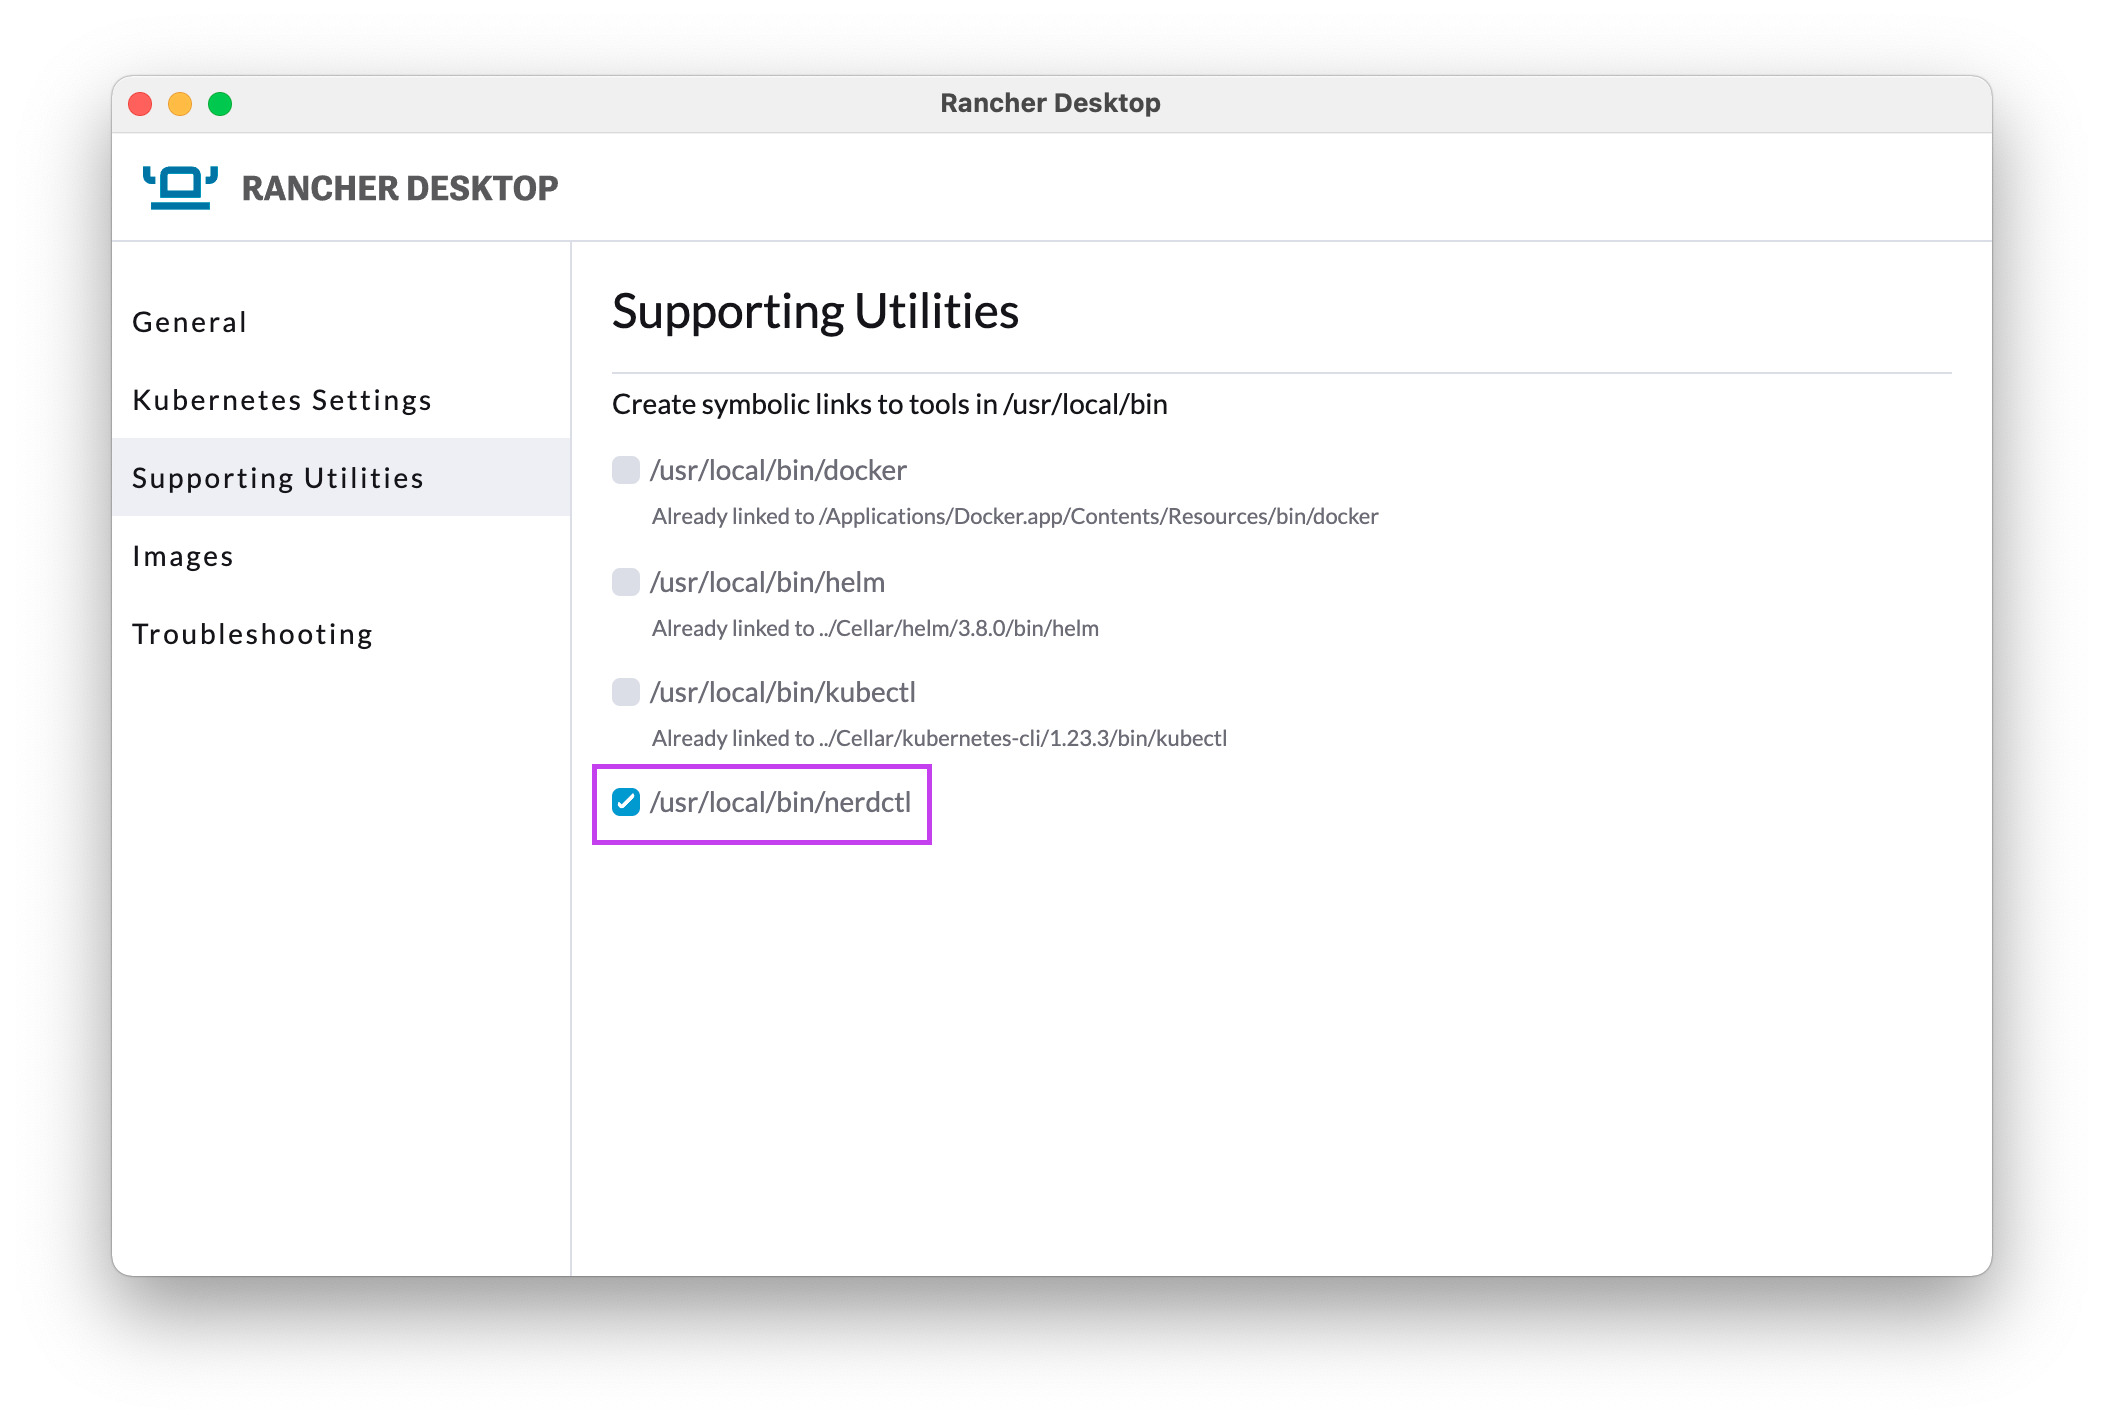 Rancher Desktop
RANCHER DESKTOP
General
Kubernetes Settings
Supporting Utilities
Images
Troubleshooting
Supporting Utilities
Create symbolic links to tools in /usr/local/bin
/usr/local/bin/docker
Already linked to /Applications/Docker.app/Contents/Resources/bin/docker
/usr/local/bin/helm
Already linked to ../Cellar/helm/3.8.0/bin/helm
/usr/local/bin/kubectl
Already linked to ../Cellar/kubernetes-cli/1.23.3/bin/kubectl
/usr/local/bin/nerdctl